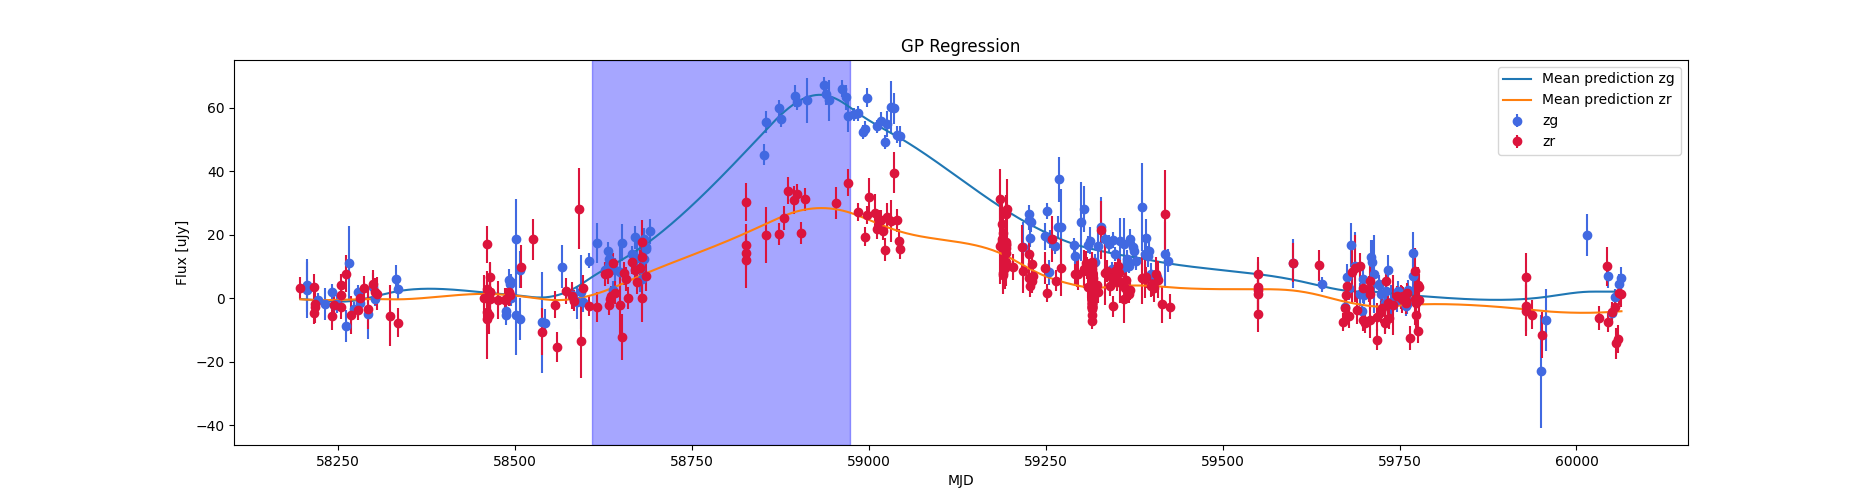 GP Regression
Mean prediction zg
Mean prediction zr
zg
zr
Flux [uJy]
60
40
20
0
−20
−40
58250 58500 58750 59000 59250 59500 59750 60000
MJD